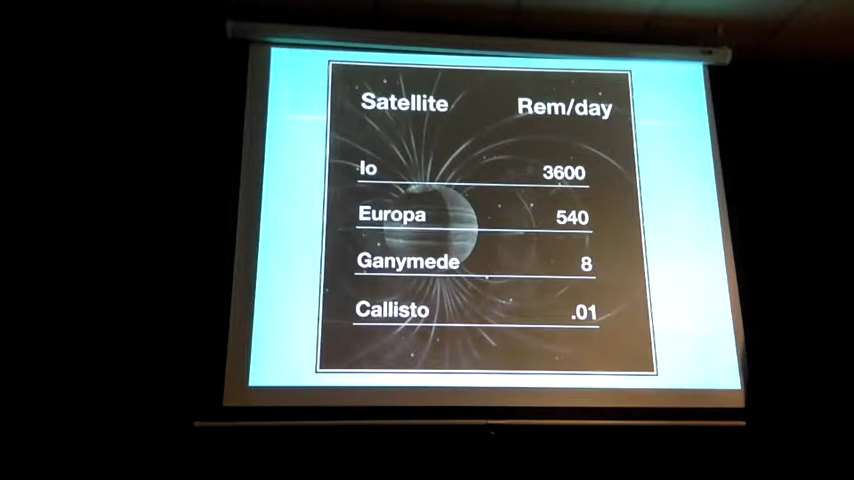 Satellite Rem/day
Io 3600
Europa 540
Ganymede 8
Callisto .01